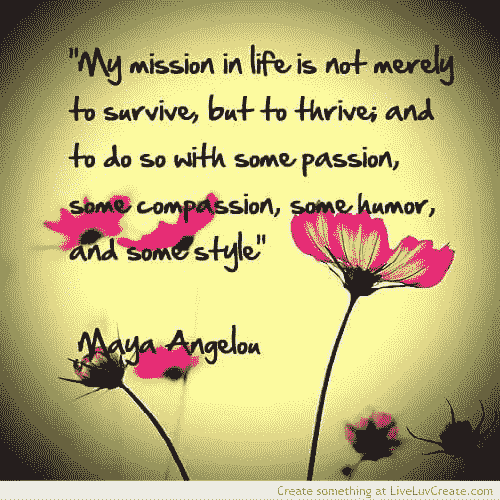 "My mission in life is not merely
to survive, but to thrive; and
to do so with some passion,
some compassion, some humor,
and some style"
Maya Angelou
Create something at LiveLuvCreate.com